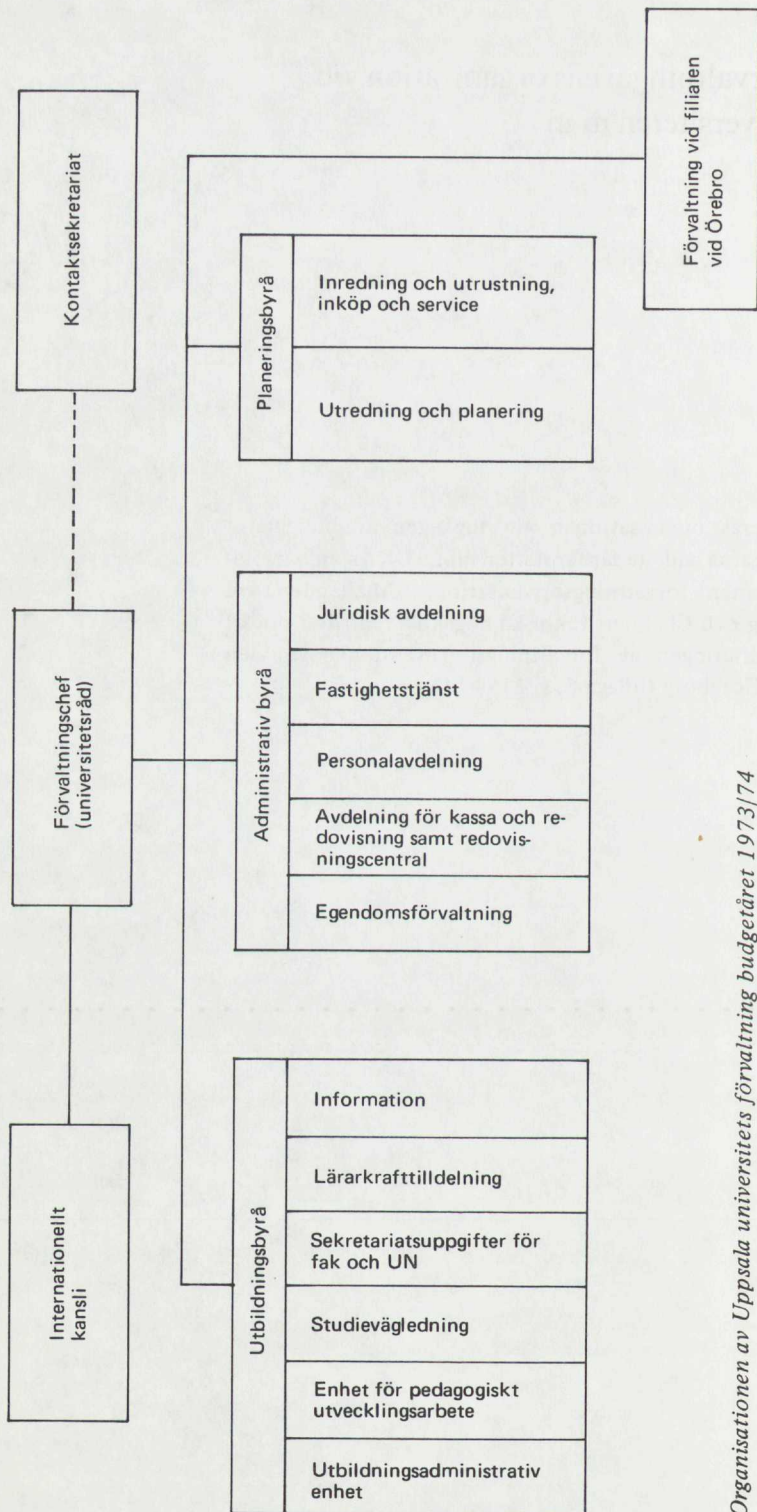 Internationellt
kansli
Förvaltningschef
(universitetsråd)
Kontaktsekretariat
Utbildningsbyrå
Utbildningsadministrativ
enhet
Enhet för pedagogiskt
utvecklingsarbete
Studievägledning
Sekretariatsuppgifter för
fak och UN
Lärarkrafttilldelning
Information
Administrativ byrå
Egendomsförvaltning
Avdelning för kassa och re-
dovisning samt redovis-
ningscentral
Personalavdelning
Fastighetstjänst
Juridisk avdelning
Planeringsbyrå
Utredning och planering
Inredning och utrustning,
inköp och service
Förvaltning vid filialen
vid Örebro
Organisationen av Uppsala universitets förvaltning budgetåret 1973/74